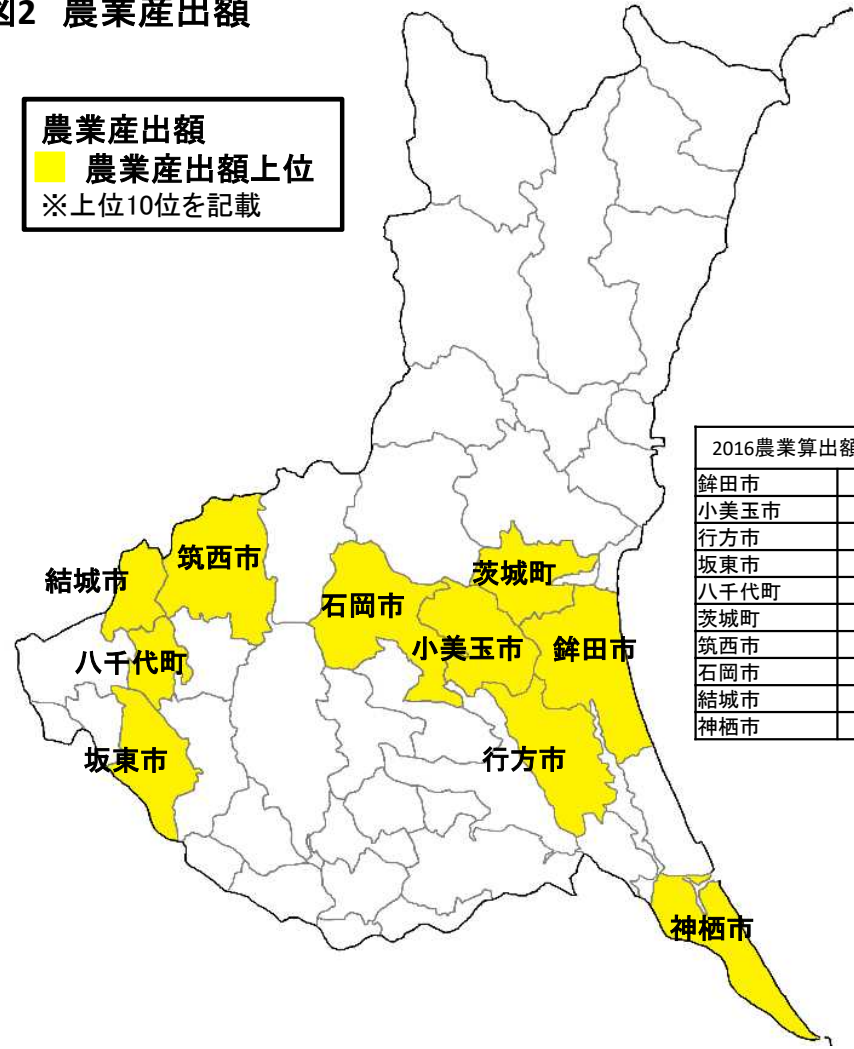 図2 農業産出額
農業産出額
農業産出額上位
※上位10位を記載
2016農業算出額
鉾田市
小美玉市
行方市
坂東市
八千代町
茨城町
筑西市
石岡市
結城市
神栖市
筑西市
結城市
茨城町
石岡市
小美玉市
鉾田市
八千代町
坂東市
行方市
神栖市